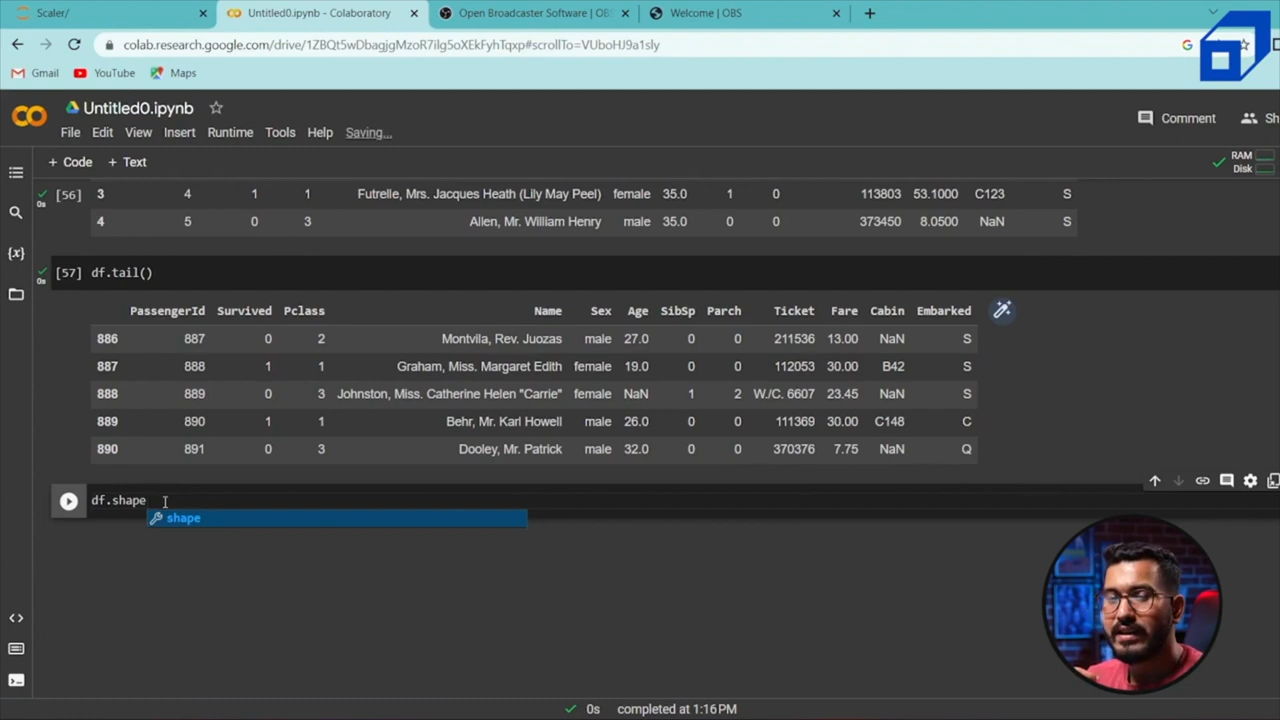 Scaler/
Untitled0.ipynb - Colaboratory
Open Broadcaster Software | OBS
Welcome | OBS
colab.research.google.com/drive/1ZBQt5wDbagjgMzoR7iIg5oXEkFyhTqxp#scrollTo=VUboHJ9a1sly
Gmail YouTube Maps
Untitled0.ipynb
File Edit View Insert Runtime Tools Help Saving...
Comment Sh
+ Code + Text
RAM
Disk
[56] 3 4 1 1 Futrelle, Mrs. Jacques Heath (Lily May Peel) female 35.0 1 0 113803 53.1000 C123 S
0s
4 5 0 3 Allen, Mr. William Henry male 35.0 0 0 373450 8.0500 NaN S
[57] df.tail()
0s
PassengerId Survived Pclass Name Sex Age SibSp Parch Ticket Fare Cabin Embarked
886 887 0 2 Montvila, Rev. Juozas male 27.0 0 0 211536 13.00 NaN S
887 888 1 1 Graham, Miss. Margaret Edith female 19.0 0 0 112053 30.00 B42 S
888 889 0 3 Johnston, Miss. Catherine Helen "Carrie" female NaN 1 2 W./C. 6607 23.45 NaN S
889 890 1 1 Behr, Mr. Karl Howell male 26.0 0 0 111369 30.00 C148 C
890 891 0 3 Dooley, Mr. Patrick male 32.0 0 0 370376 7.75 NaN Q
df.shape
shape
0s completed at 1:16PM